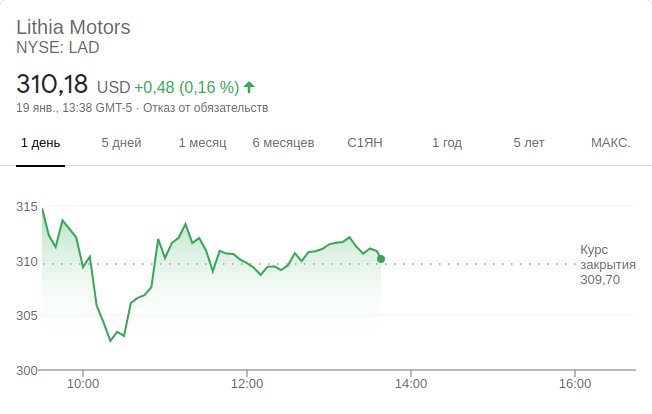 Lithia Motors
NYSE: LAD
310,18 USD +0,48 (0,16 %)
19 янв., 13:38 GMT-5 · Отказ от обязательств
1 день 5 дней 1 месяц 6 месяцев С1ЯН 1 год 5 лет МАКС.
315
310
305
300
Курс
закрытия
309,70
10:00 12:00 14:00 16:00